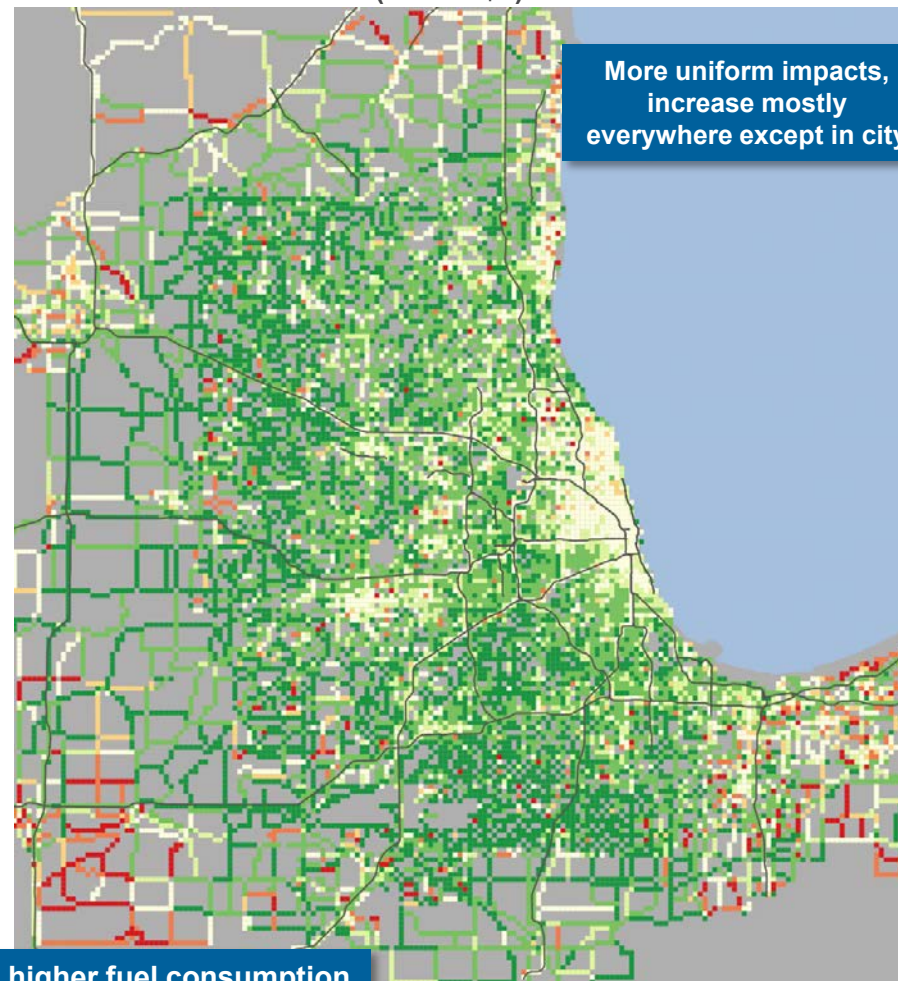 More uniform impacts,
increase mostly
everywhere except in city
higher fuel consumption